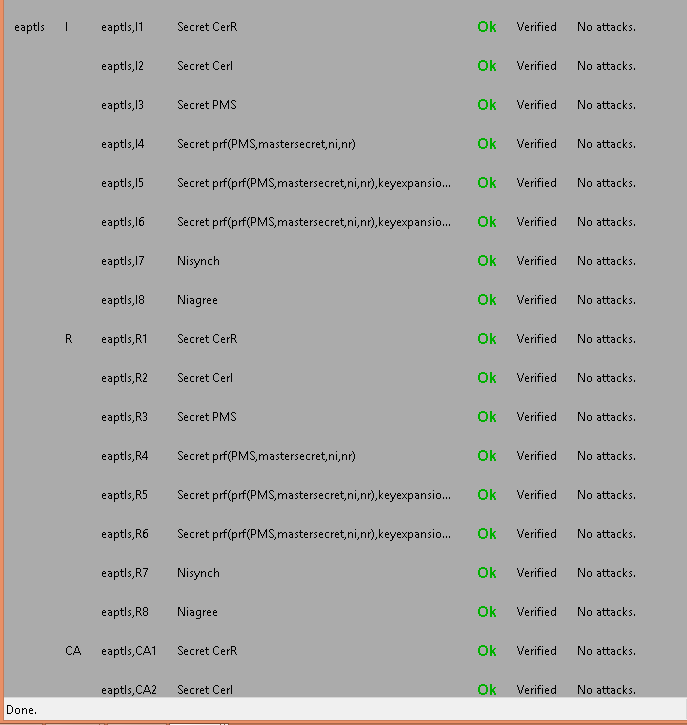 eaptls I eaptls,I1 Secret CerR Ok Verified No attacks.
eaptls,I2 Secret CerI Ok Verified No attacks.
eaptls,I3 Secret PMS Ok Verified No attacks.
eaptls,I4 Secret prf(PMS,mastersecret,ni,nr) Ok Verified No attacks.
eaptls,I5 Secret prf(prf(PMS,mastersecret,ni,nr),keyexpansio... Ok Verified No attacks.
eaptls,I6 Secret prf(prf(PMS,mastersecret,ni,nr),keyexpansio... Ok Verified No attacks.
eaptls,I7 Nisynch Ok Verified No attacks.
eaptls,I8 Niagree Ok Verified No attacks.
R eaptls,R1 Secret CerR Ok Verified No attacks.
eaptls,R2 Secret CerI Ok Verified No attacks.
eaptls,R3 Secret PMS Ok Verified No attacks.
eaptls,R4 Secret prf(PMS,mastersecret,ni,nr) Ok Verified No attacks.
eaptls,R5 Secret prf(prf(PMS,mastersecret,ni,nr),keyexpansio... Ok Verified No attacks.
eaptls,R6 Secret prf(prf(PMS,mastersecret,ni,nr),keyexpansio... Ok Verified No attacks.
eaptls,R7 Nisynch Ok Verified No attacks.
eaptls,R8 Niagree Ok Verified No attacks.
CA eaptls,CA1 Secret CerR Ok Verified No attacks.
eaptls,CA2 Secret CerI Ok Verified No attacks.
Done.